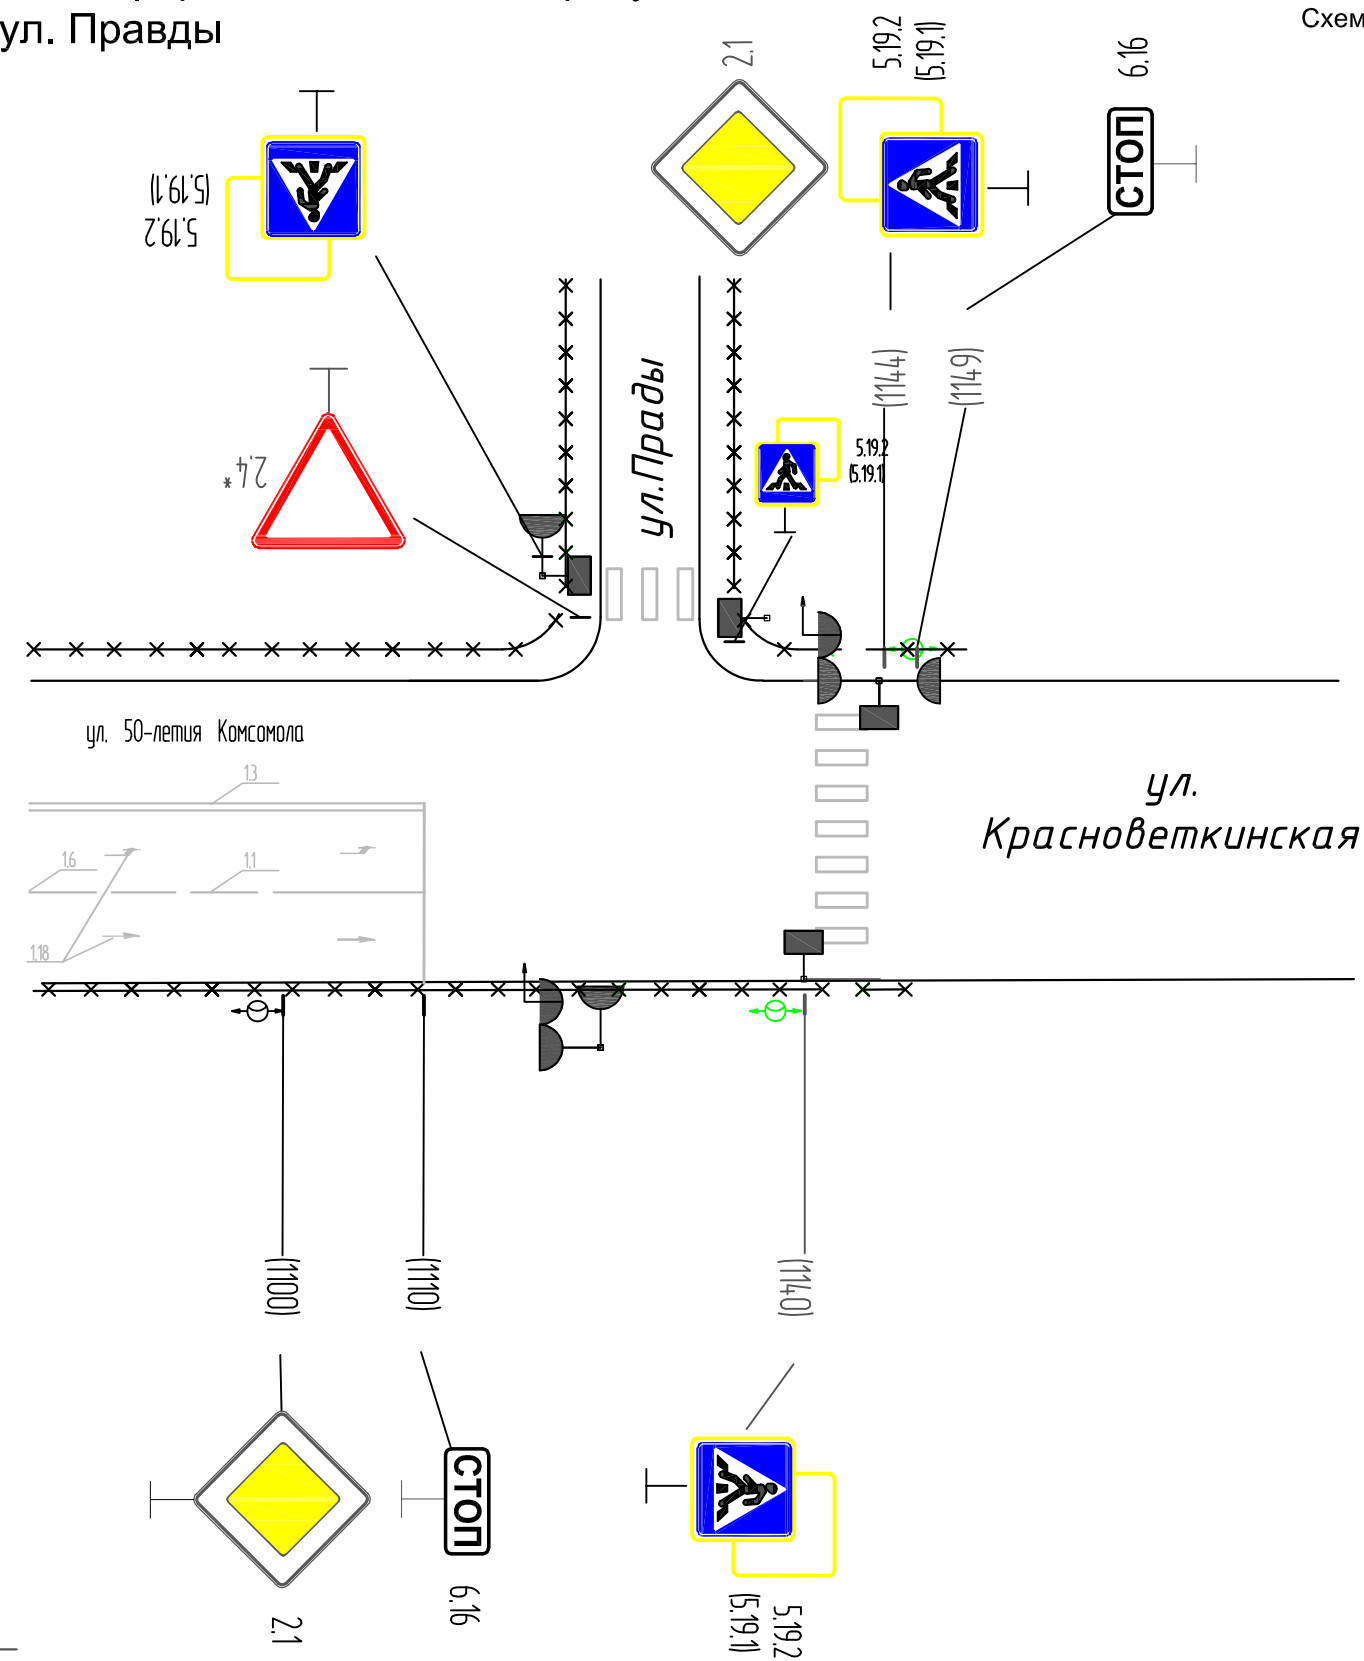 ул. Правды
Схем
2.1
5.19.2
(5.19.1)
6.16
СТОП
(5.19.1)
5.19.2
(1144)
(1149)
ул.Прады
2.4*
5.19.2
(5.19.1)
ул. 50-летия Комсомола
1.3
1.6
1.1
1.18
ул.
Красноветкинская
(1100)
(1110)
(1140)
СТОП
2.1
6.16
5.19.2
(5.19.1)